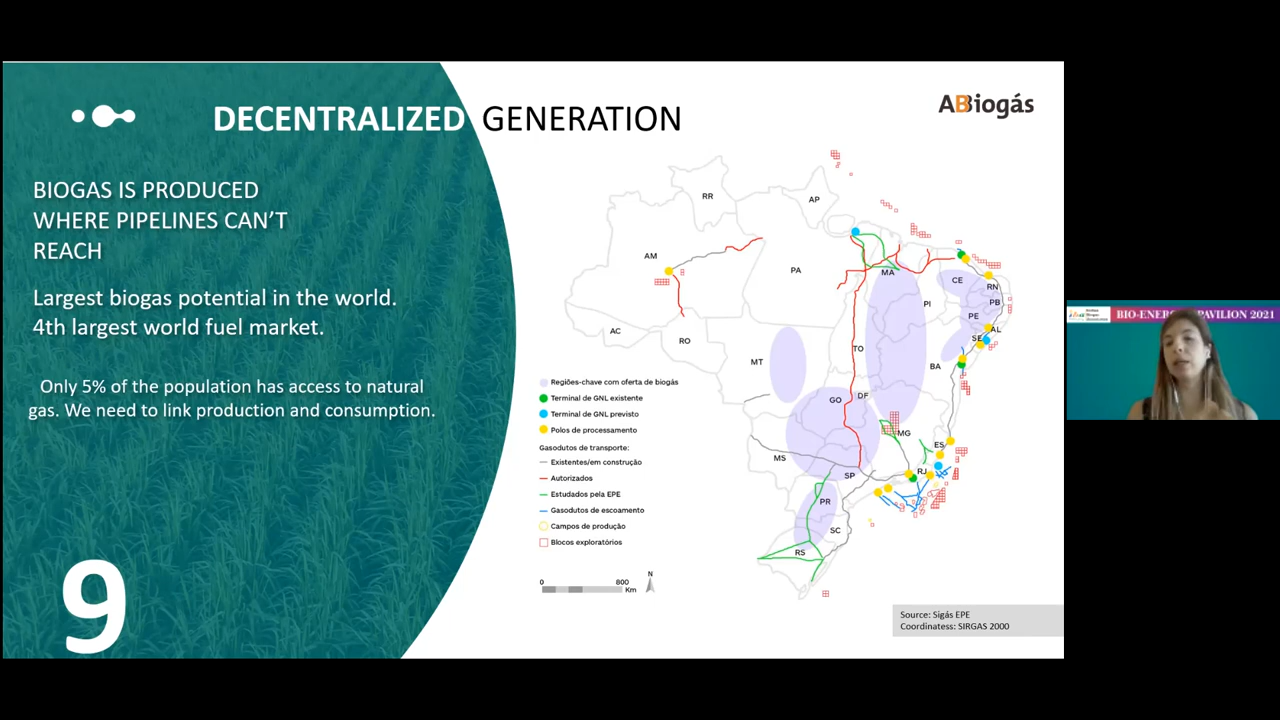 DECENTRALIZED GENERATION
ABiogás
BIOGAS IS PRODUCED
WHERE PIPELINES CAN'T
REACH
Largest biogas potential in the world.
4th largest world fuel market.
Only 5% of the population has access to natural
gas. We need to link production and consumption.
9
RR
AP
AM
PA
MA
CE
RN
PB
PI
PE
AL
SE
AC
RO
TO
MT
BA
GO
DF
MG
ES
MS
SP
RJ
PR
SC
RS
Regiões-chave com oferta de biogás
Terminal de GNL existente
Terminal de GNL previsto
Polos de processamento
Gasodutos de transporte:
Existentes/em construção
Autorizados
Estudados pela EPE
Gasodutos de escoamento
Campos de produção
Blocos exploratórios
0 800
Km
N
Source: Sigás EPE
Coordinatess: SIRGAS 2000
BIO-ENERG PAVILION 2021